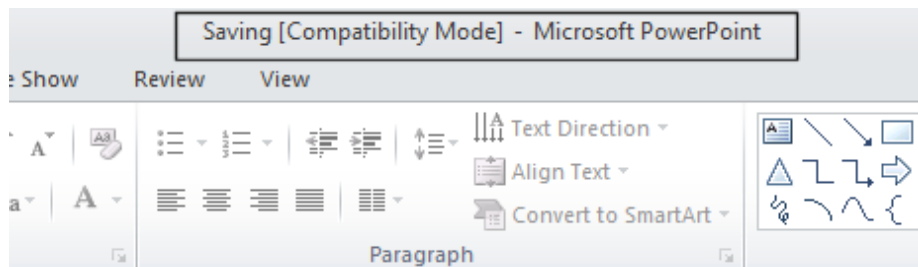 Saving [Compatibility Mode] - Microsoft PowerPoint
Show Review View
A A Text Direction
Align Text
A Convert to SmartArt
Paragraph